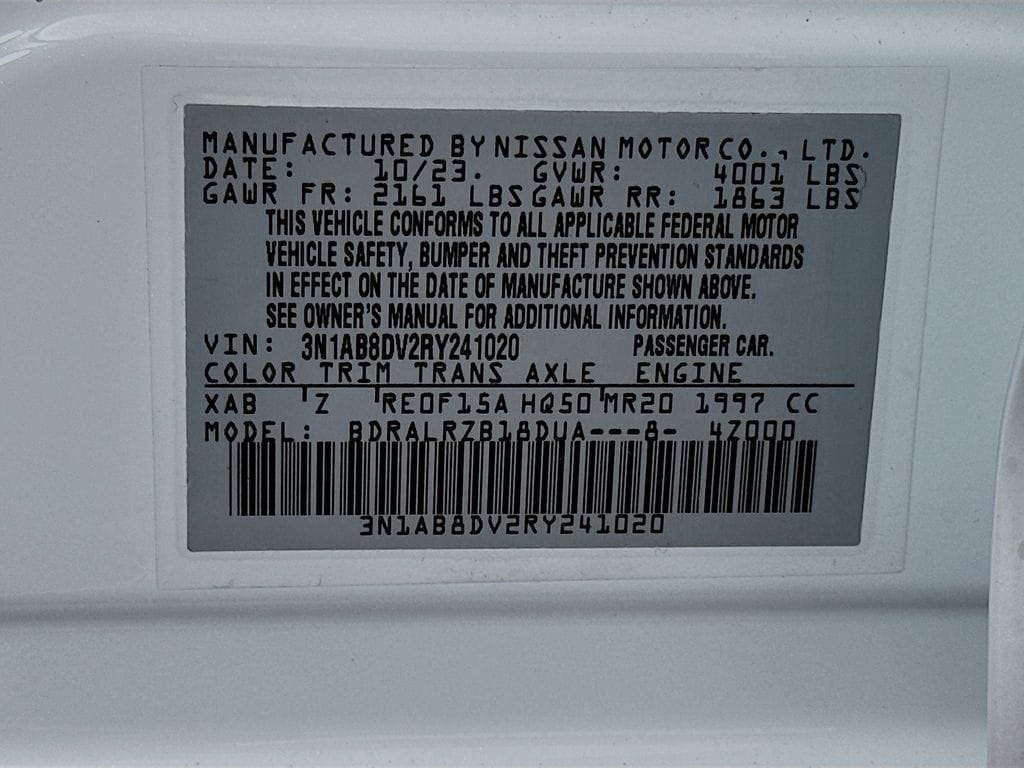 MANUFACTURED BY NISSAN MOTOR CO., LTD.
DATE: 10/23. GVWR: 4001 LBS
GAWR FR: 2161 LBS GAWR RR: 1863 LBS
THIS VEHICLE CONFORMS TO ALL APPLICABLE FEDERAL MOTOR
VEHICLE SAFETY, BUMPER AND THEFT PREVENTION STANDARDS
IN EFFECT ON THE DATE OF MANUFACTURE SHOWN ABOVE.
SEE OWNER'S MANUAL FOR ADDITIONAL INFORMATION.
VIN: 3N1AB8DV2RY241020 PASSENGER CAR.
COLOR TRIM TRANS AXLE ENGINE
XAB Z RE0F15A HQ50 MR20 1997 CC
MODEL: BDRALRZB18DUA---8- 4Z000
3N1AB8DV2RY241020